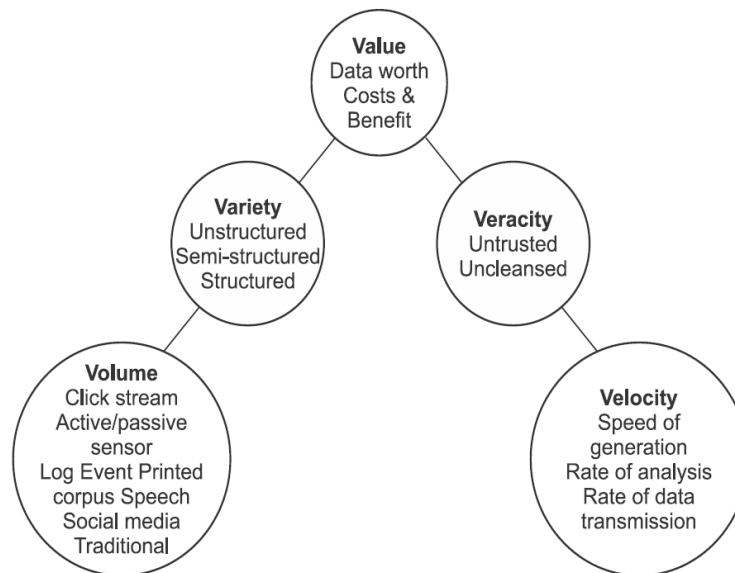 Value
Data worth
Costs &
Benefit
Variety
Unstructured
Semi-structured
Structured
Veracity
Untrusted
Uncleansed
Volume
Click stream
Active/passive
sensor
Log Event Printed
corpus Speech
Social media
Traditional
Velocity
Speed of
generation
Rate of analysis
Rate of data
transmission